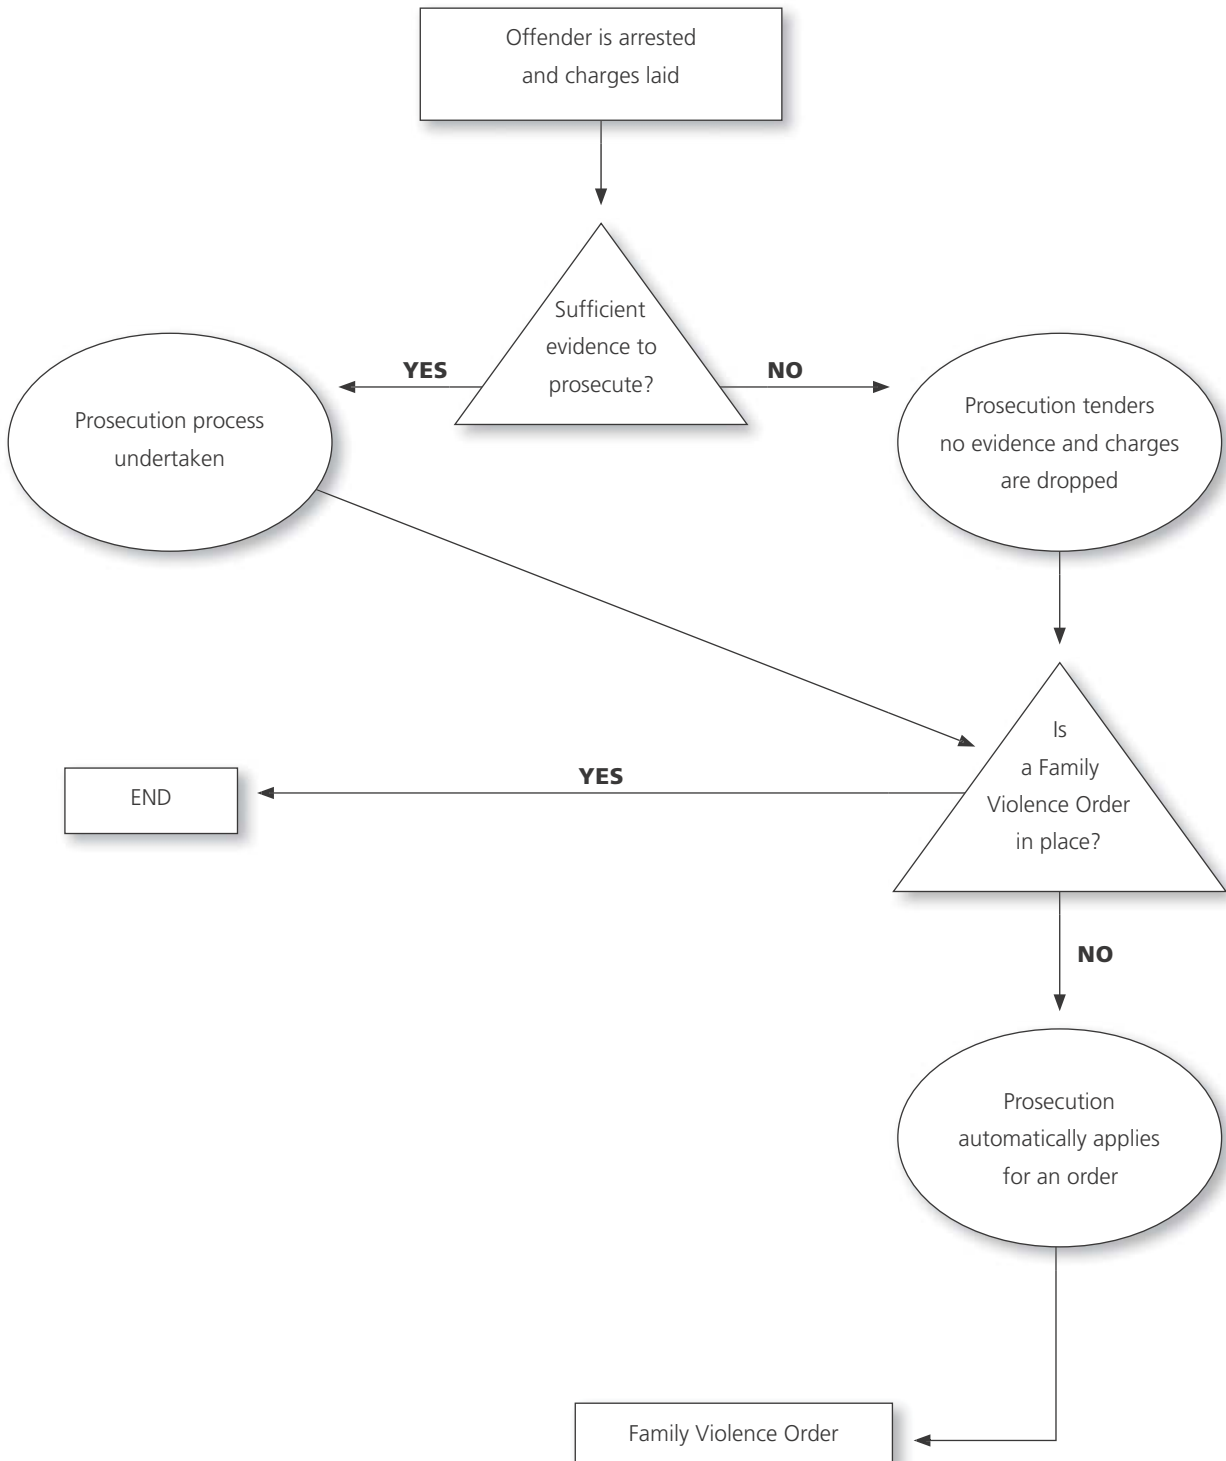 Offender is arrested
and charges laid
Sufficient
evidence to
prosecute?
YES
NO
Prosecution process
undertaken
Prosecution tenders
no evidence and charges
are dropped
Is
a Family
Violence Order
in place?
YES
END
NO
Prosecution
automatically applies
for an order
Family Violence Order